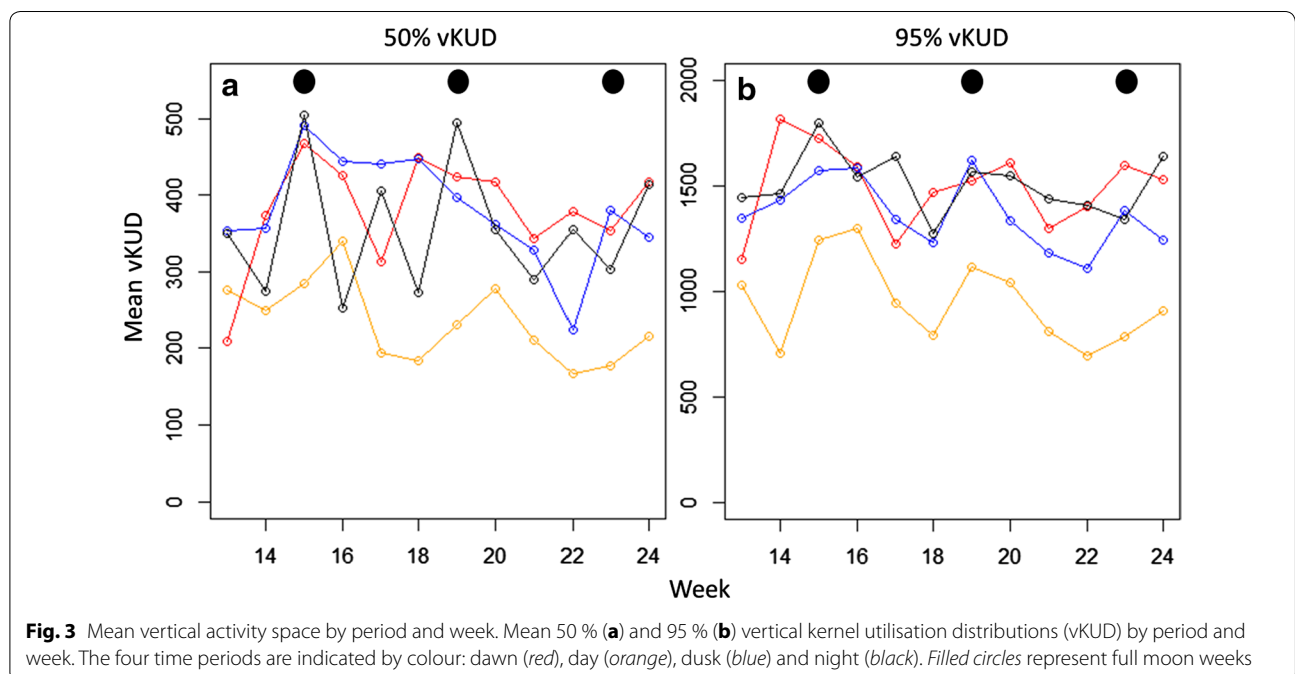 50% vKUD
95% vKUD
a
b
Mean vKUD
0
100
200
300
400
500
0
500
1000
1500
2000
14
16
18
20
22
24
14
16
18
20
22
24
Week
Fig. 3 Mean vertical activity space by period and week. Mean 50 % (a) and 95 % (b) vertical kernel utilisation distributions (vKUD) by period and
week. The four time periods are indicated by colour: dawn (red), day (orange), dusk (blue) and night (black). Filled circles represent full moon weeks